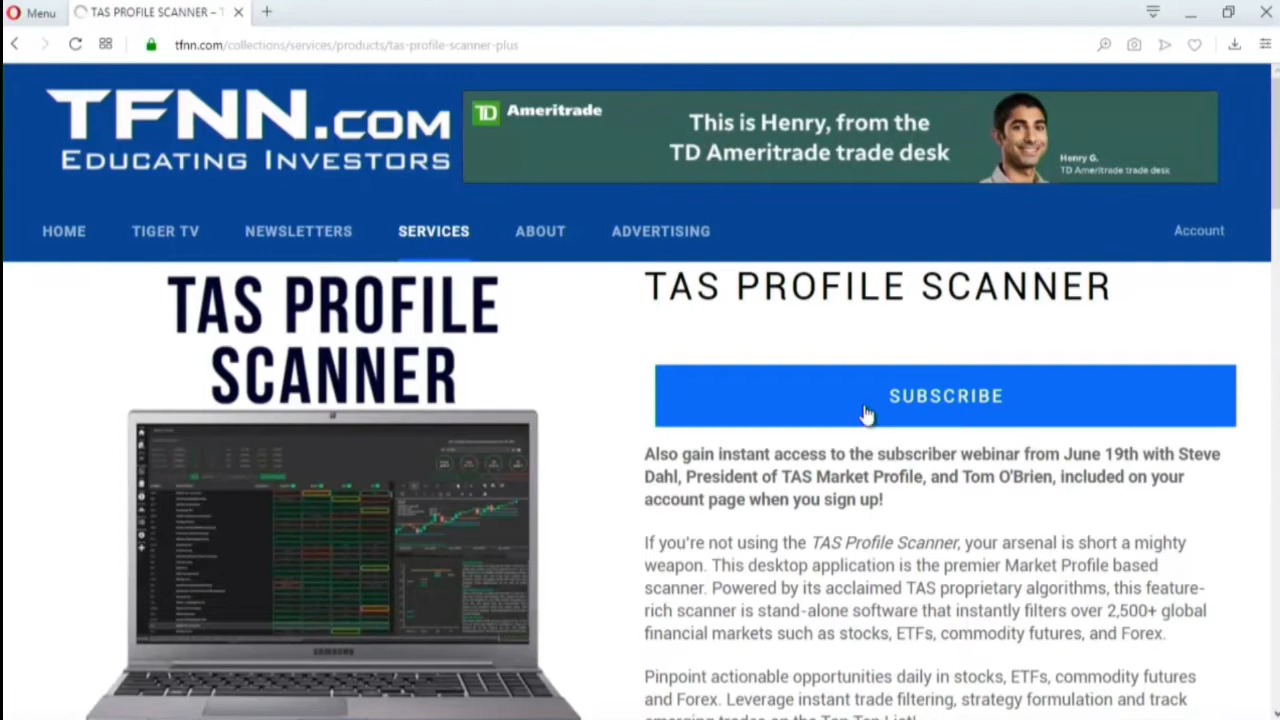 Menu
TAS PROFILE SCANNER – T
tfnn.com/collections/services/products/tas-profile-scanner-plus
TFNN.COM
EDUCATING INVESTORS
TD Ameritrade
This is Henry, from the
TD Ameritrade trade desk
Henry G.
TD Ameritrade trade desk
HOME TIGER TV NEWSLETTERS SERVICES ABOUT ADVERTISING Account
TAS PROFILE
SCANNER
SAMSUNG
TAS PROFILE SCANNER
SUBSCRIBE
Also gain instant access to the subscriber webinar from June 19th with Steve
Dahl, President of TAS Market Profile, and Tom O'Brien, included on your
account page when you sign up!
If you're not using the TAS Profile Scanner, your arsenal is short a mighty
weapon. This desktop application is the premier Market Profile based
scanner. Powered by its acclaimed TAS proprietary algorithms, this feature-
rich scanner is stand-alone software that instantly filters over 2,500+ global
financial markets such as stocks, ETFs, commodity futures, and Forex.
Pinpoint actionable opportunities daily in stocks, ETFs, commodity futures
and Forex. Leverage instant trade filtering, strategy formulation and track
emerging trades on the Top Ten List!